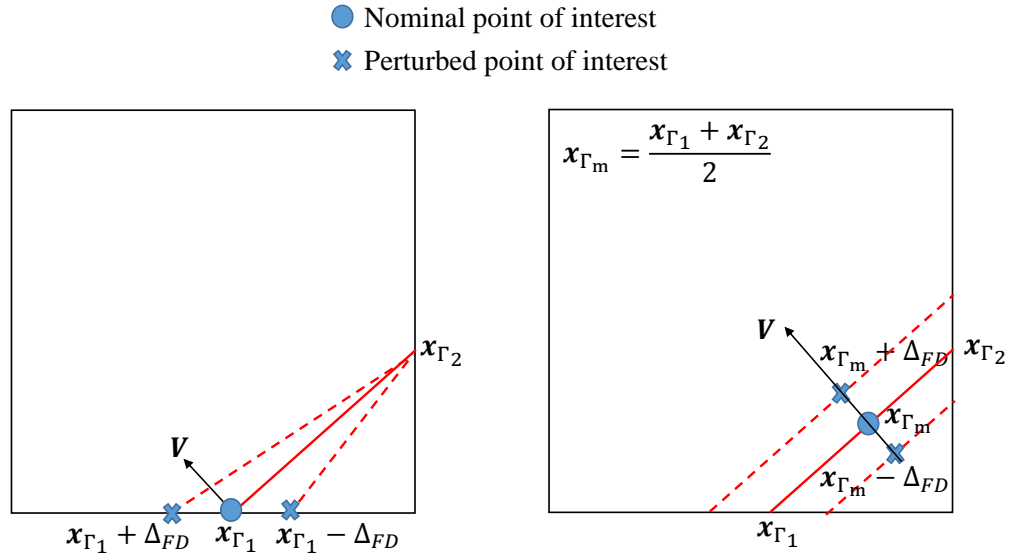 Nominal point of interest
Perturbed point of interest
x_{Γ_1} + Δ_{FD}
x_{Γ_1}
x_{Γ_1} − Δ_{FD}
x_{Γ_2}
V
x_{Γ_m} = \frac{x_{Γ_1} + x_{Γ_2}}{2}
V
x_{Γ_m} + Δ_{FD}
x_{Γ_2}
x_{Γ_m}
x_{Γ_m} − Δ_{FD}
x_{Γ_1}